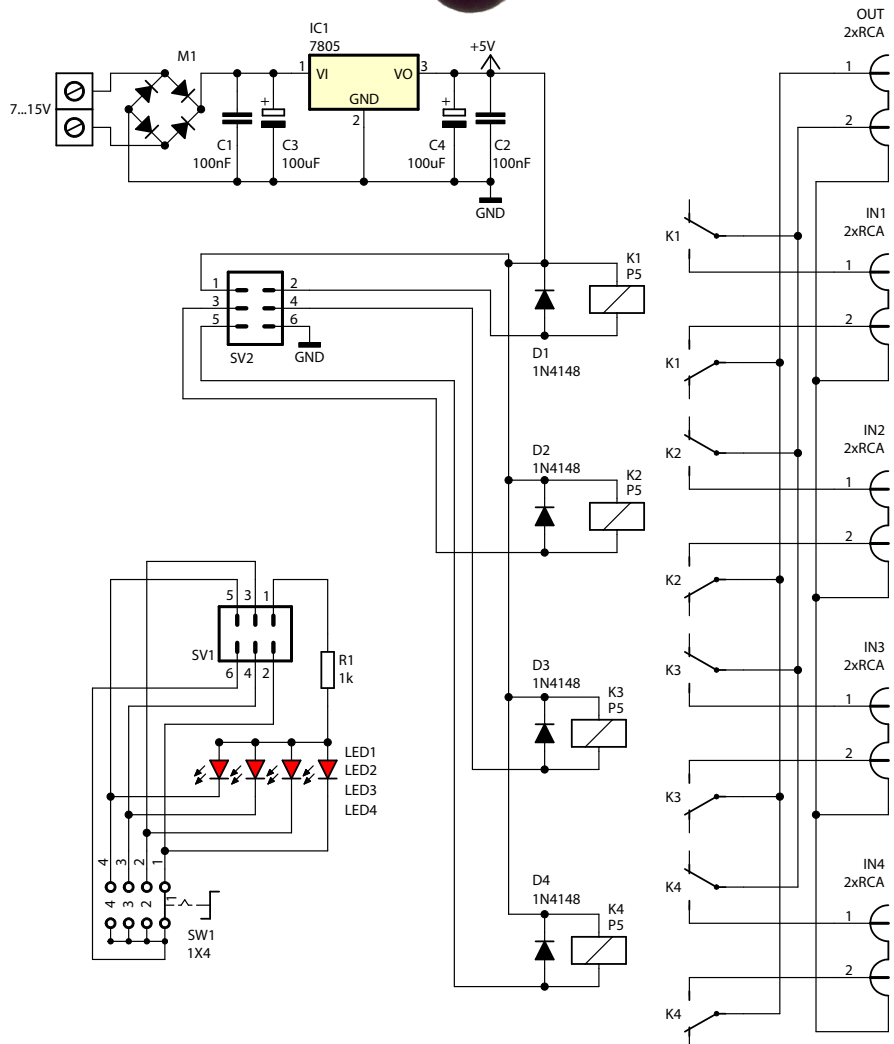 OUT
2xRCA
1
2
IC1
7805
M1
+5V
1
VI
VO
3
GND
2
7...15V
+
+
C1
100nF
C3
100uF
C4
100uF
C2
100nF
GND
K1
IN1
2xRCA
1
2
K1
P5
1
2
3
4
5
6
SV2
GND
D1
1N4148
K1
K2
IN2
2xRCA
1
2
D2
1N4148
K2
P5
K2
5
3
1
SV1
6
4
2
R1
1k
K3
IN3
2xRCA
1
2
D3
1N4148
K3
P5
LED1
LED2
LED3
LED4
K3
4
3
2
1
4
3
2
1
SW1
1X4
K4
IN4
2xRCA
1
2
D4
1N4148
K4
P5
K4